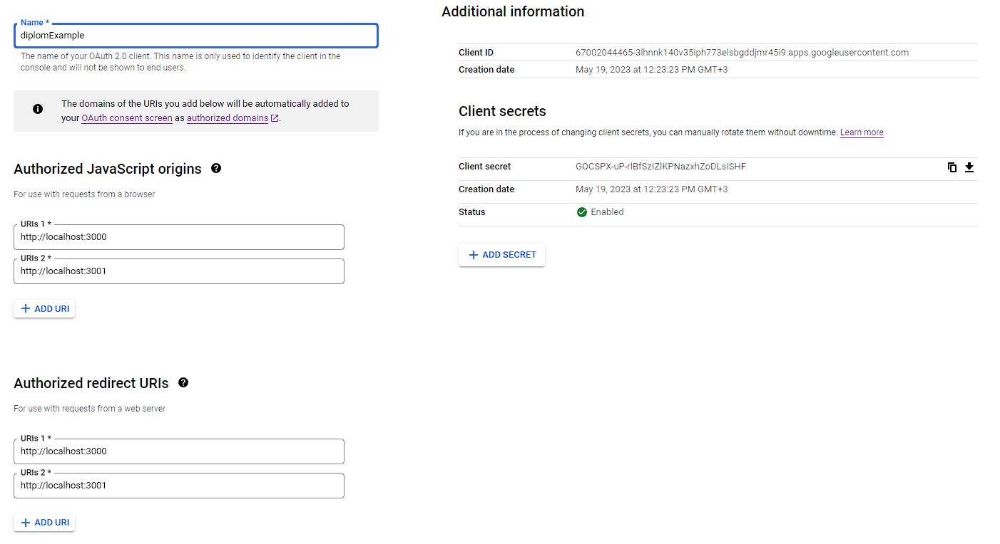 Name *
diplomExample
The name of your OAuth 2.0 client. This name is only used to identify the client in the
console and will not be shown to end users.
The domains of the URIs you add below will be automatically added to
your OAuth consent screen as authorized domains.
Authorized JavaScript origins
For use with requests from a browser
URIs 1 *
http://localhost:3000
URIs 2 *
http://localhost:3001
+ ADD URI
Authorized redirect URIs
For use with requests from a web server
URIs 1 *
http://localhost:3000
URIs 2 *
http://localhost:3001
+ ADD URI
Additional information
Client ID 67002044465-3lhnnk140v35iph773elsbgddjmr45i9.apps.googleusercontent.com
Creation date May 19, 2023 at 12:23:23 PM GMT+3
Client secrets
If you are in the process of changing client secrets, you can manually rotate them without downtime. Learn more
Client secret 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
Creation date May 19, 2023 at 12:23:23 PM GMT+3
Status Enabled
+ ADD SECRET